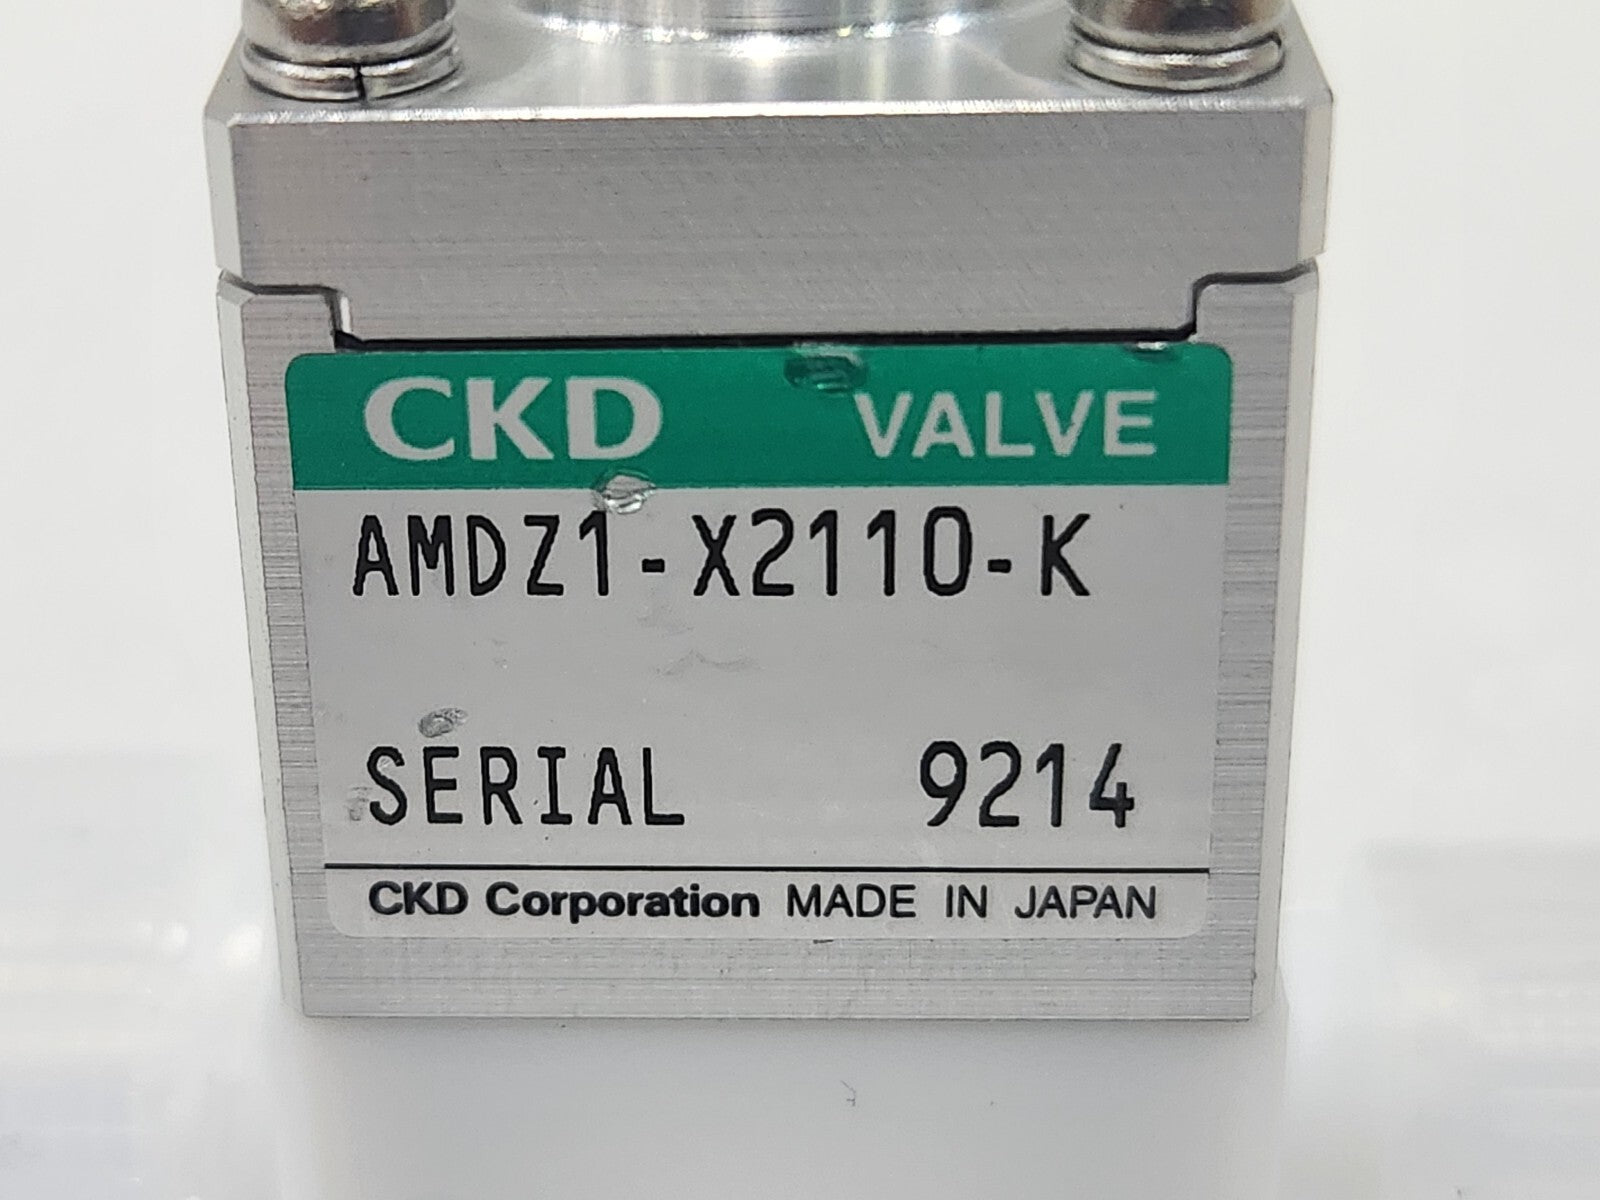 CKD VALVE
AMDZ1-X2110-K
SERIAL 9214
CKD Corporation MADE IN JAPAN